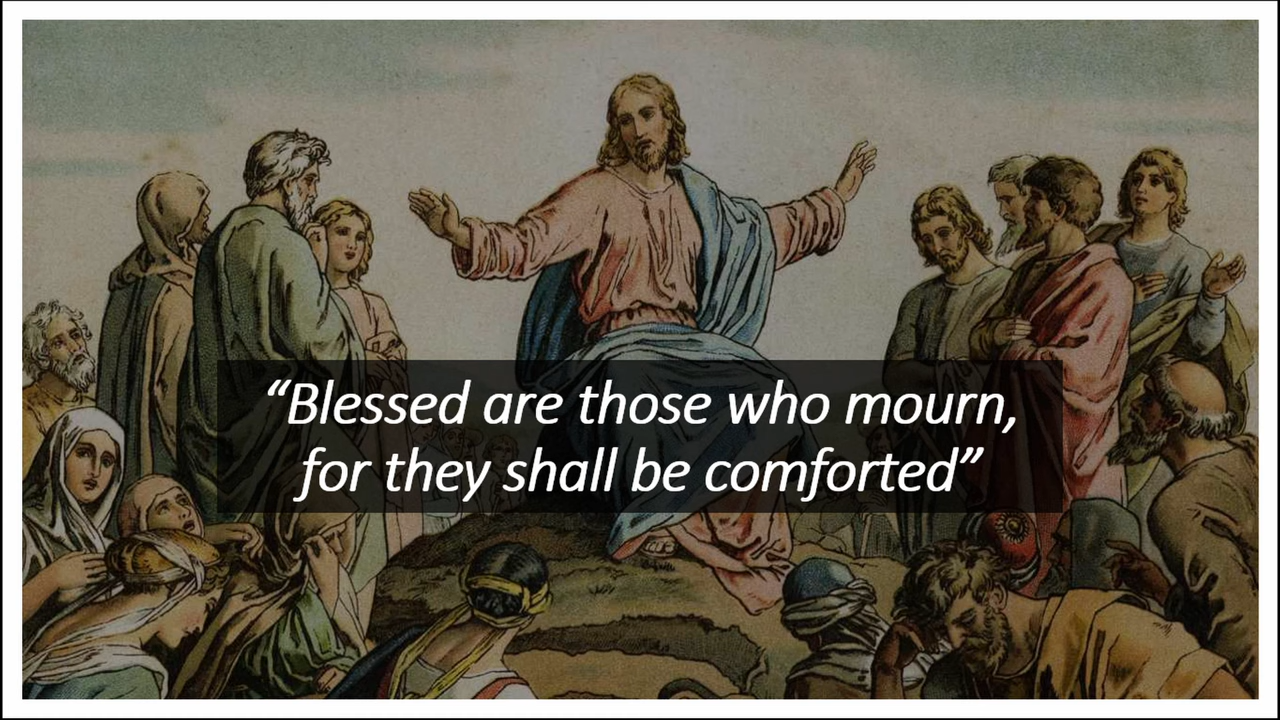 “Blessed are those who mourn,
for they shall be comforted”